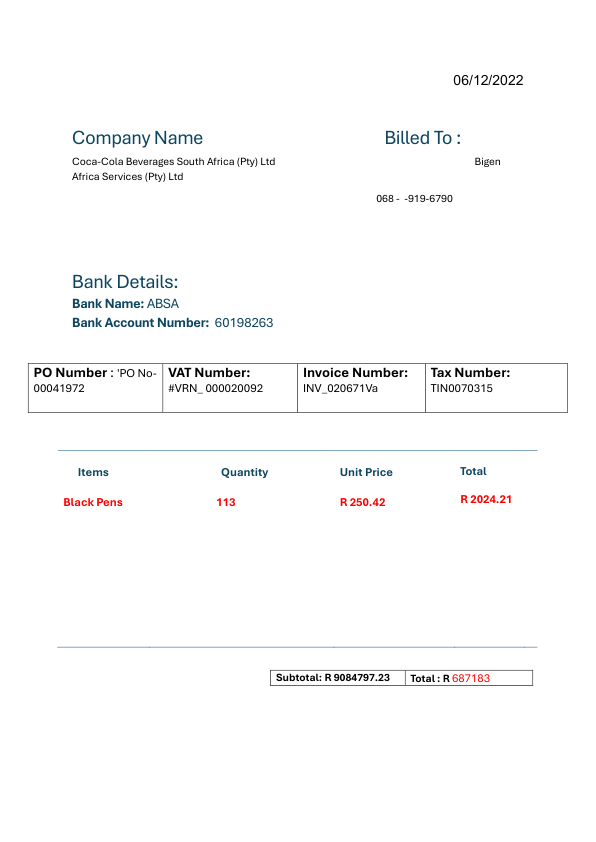 06/12/2022
Company Name
Billed To :
Coca-Cola Beverages South Africa (Pty) Ltd
Bigen
Africa Services (Pty) Ltd
068 - -919-6790
Bank Details:
Bank Name: ABSA
Bank Account Number: 60198263
PO Number : 'PO No-
00041972
VAT Number:
#VRN_ 000020092
Invoice Number:
INV_020671Va
Tax Number:
TIN0070315
Items Quantity Unit Price Total
Black Pens 113 R 250.42 R 2024.21
Subtotal: R 9084797.23 Total : R 687183